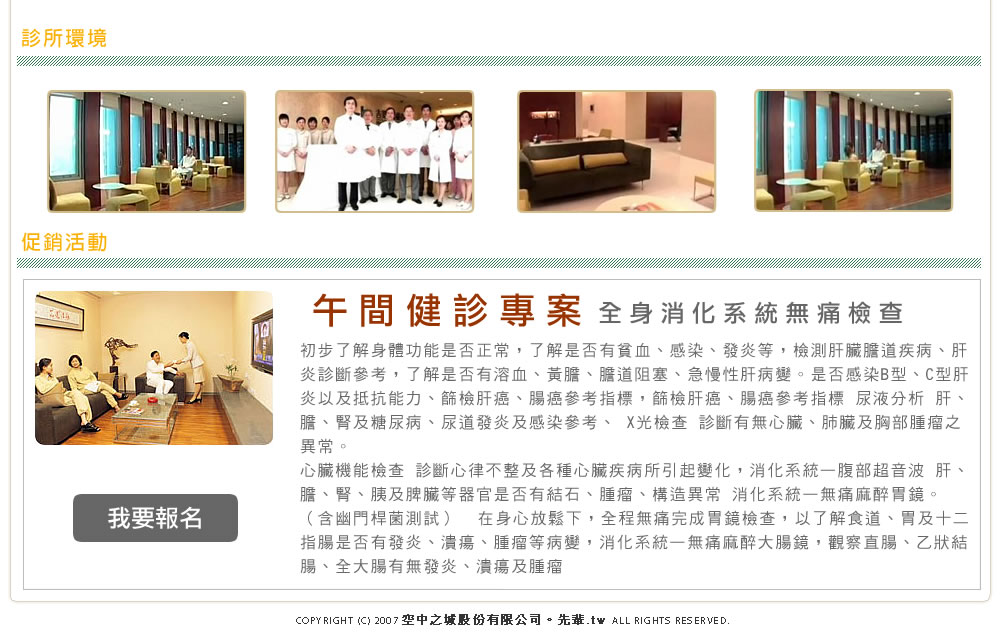 診所環境
促銷活動
午間健診專案 全身消化系統無痛檢查
初步了解身體功能是否正常，了解是否有貧血、感染、發炎等，檢測肝臟膽道疾病、肝
炎診斷參考，了解是否有溶血、黃膽、膽道阻塞、急慢性肝病變。是否感染B型、C型肝
炎以及抵抗能力、篩檢肝癌、腸癌參考指標，篩檢肝癌、腸癌參考指標 尿液分析 肝、
膽、腎及糖尿病、尿道發炎及感染參考、 X光檢查 診斷有無心臟、肺臟及胸部腫瘤之
異常。
心臟機能檢查 診斷心律不整及各種心臟疾病所引起變化，消化系統—腹部超音波 肝、
膽、腎、胰及脾臟等器官是否有結石、腫瘤、構造異常 消化系統—無痛麻醉胃鏡。
（含幽門桿菌測試） 在身心放鬆下，全程無痛完成胃鏡檢查，以了解食道、胃及十二
指腸是否有發炎、潰瘍、腫瘤等病變，消化系統—無痛麻醉大腸鏡，觀察直腸、乙狀結
腸、全大腸有無發炎、潰瘍及腫瘤
我要報名
COPYRIGHT (C) 2007 空中之城股份有限公司。先葦.tw ALL RIGHTS RESERVED.